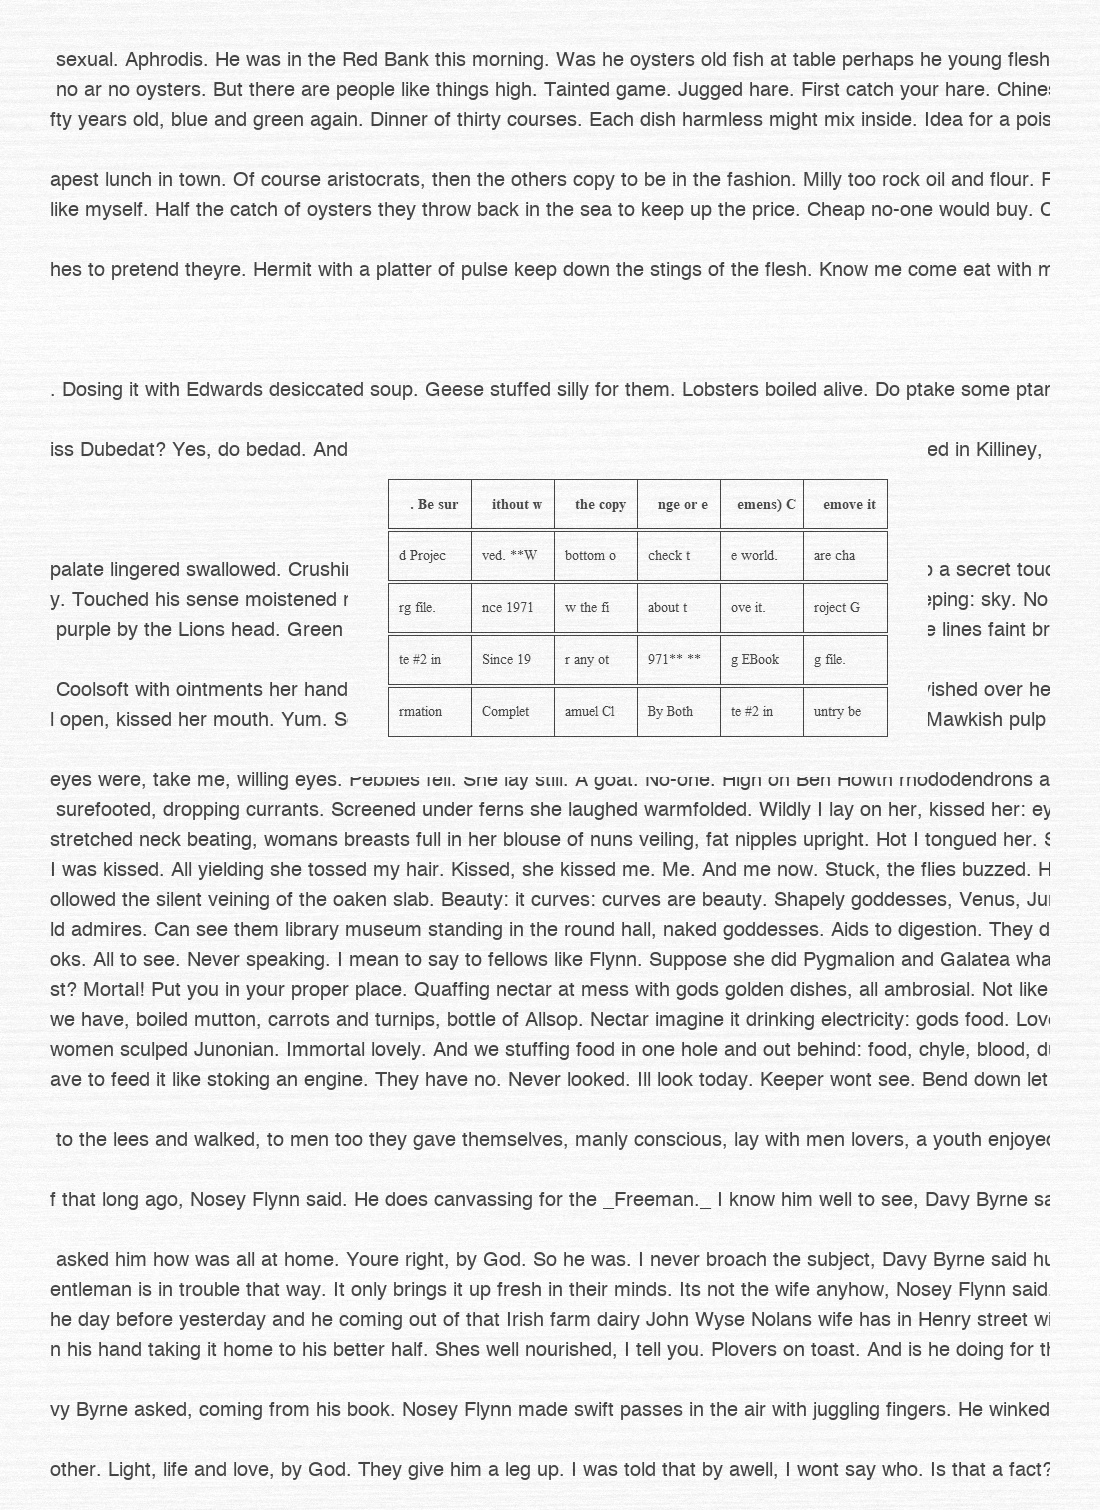 sexual. Aphrodis. He was in the Red Bank this morning. Was he oysters old fish at table perhaps he young flesh
no ar no oysters. But there are people like things high. Tainted game. Jugged hare. First catch your hare. Chines
fty years old, blue and green again. Dinner of thirty courses. Each dish harmless might mix inside. Idea for a pois
apest lunch in town. Of course aristocrats, then the others copy to be in the fashion. Milly too rock oil and flour.
like myself. Half the catch of oysters they throw back in the sea to keep up the price. Cheap no-one would buy. C
hes to pretend theyre. Hermit with a platter of pulse keep down the stings of the flesh. Know me come eat with m
. Dosing it with Edwards desiccated soup. Geese stuffed silly for them. Lobsters boiled alive. Do ptake some ptar
iss Dubedat? Yes, do bedad. And ed in Killiney,
. Be sur ithout w the copy nge or e emens) C emove it
d Projec ved. **W bottom o check t e world. are cha
palate lingered swallowed. Crushin a secret touc
y. Touched his sense moistened eping: sky. No
rg file. nce 1971 w the fi about t ove it. roject G
purple by the Lions head. Green e lines faint br
te #2 in Since 19 r any ot 971** ** g EBook g file.
Coolsoft with ointments her hand ished over he
l open, kissed her mouth. Yum. S Mawkish pulp
rmation Complet amuel Cl By Both te #2 in untry be
eyes were, take me, willing eyes. Pebbles fell. She lay still. A goat. No-one. High on Ben Howth rhododendrons a
surefooted, dropping currants. Screened under ferns she laughed warmfolded. Wildly I lay on her, kissed her: ey
stretched neck beating, womans breasts full in her blouse of nuns veiling, fat nipples upright. Hot I tongued her. S
I was kissed. All yielding she tossed my hair. Kissed, she kissed me. Me. And me now. Stuck, the flies buzzed. H
ollowed the silent veining of the oaken slab. Beauty: it curves: curves are beauty. Shapely goddesses, Venus, Jun
ld admires. Can see them library museum standing in the round hall, naked goddesses. Aids to digestion. They d
oks. All to see. Never speaking. I mean to say to fellows like Flynn. Suppose she did Pygmalion and Galatea wha
st? Mortal! Put you in your proper place. Quaffing nectar at mess with gods golden dishes, all ambrosial. Not like
we have, boiled mutton, carrots and turnips, bottle of Allsop. Nectar imagine it drinking electricity: gods food. Love
women sculped Junonian. Immortal lovely. And we stuffing food in one hole and out behind: food, chyle, blood, du
ave to feed it like stoking an engine. They have no. Never looked. Ill look today. Keeper wont see. Bend down let
to the lees and walked, to men too they gave themselves, manly conscious, lay with men lovers, a youth enjoyed
f that long ago, Nosey Flynn said. He does canvassing for the _Freeman._ I know him well to see, Davy Byrne sa
asked him how was all at home. Youre right, by God. So he was. I never broach the subject, Davy Byrne said hu
entleman is in trouble that way. It only brings it up fresh in their minds. Its not the wife anyhow, Nosey Flynn said.
he day before yesterday and he coming out of that Irish farm dairy John Wyse Nolans wife has in Henry street wi
n his hand taking it home to his better half. Shes well nourished, I tell you. Plovers on toast. And is he doing for th
vy Byrne asked, coming from his book. Nosey Flynn made swift passes in the air with juggling fingers. He winked
other. Light, life and love, by God. They give him a leg up. I was told that by awell, I wont say who. Is that a fact?